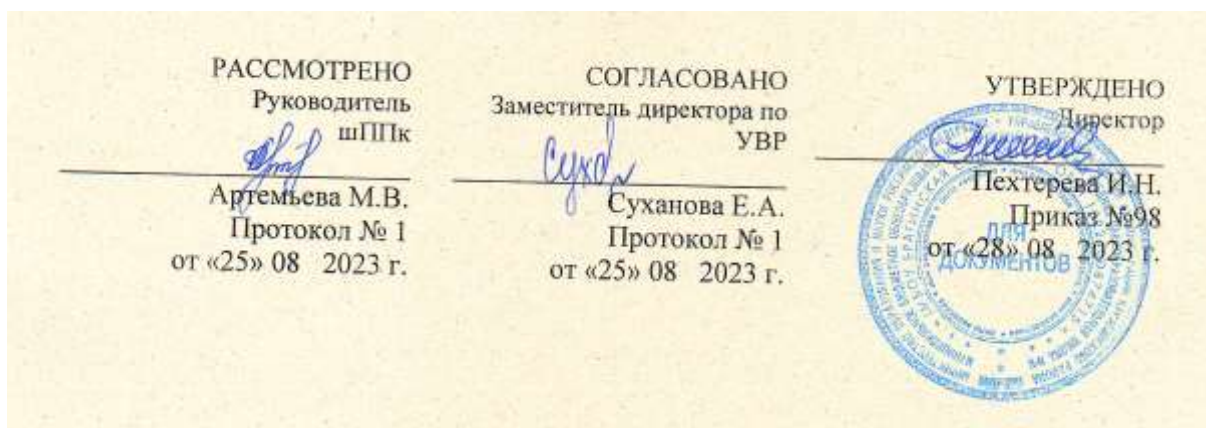 РАССМОТРЕНО
Руководитель
шППк
Артемьева М.В.
Протокол № 1
от «25» 08 2023 г.
СОГЛАСОВАНО
Заместитель директора по
УВР
Сухо
Суханова Е.А.
Протокол № 1
от «25» 08 2023 г.
УТВЕРЖДЕНО
Директор
Пехтерева И.Н.
Приказ №98
от «28» 08 2023 г.
ДЛЯ
ДОКУМЕНТОВ